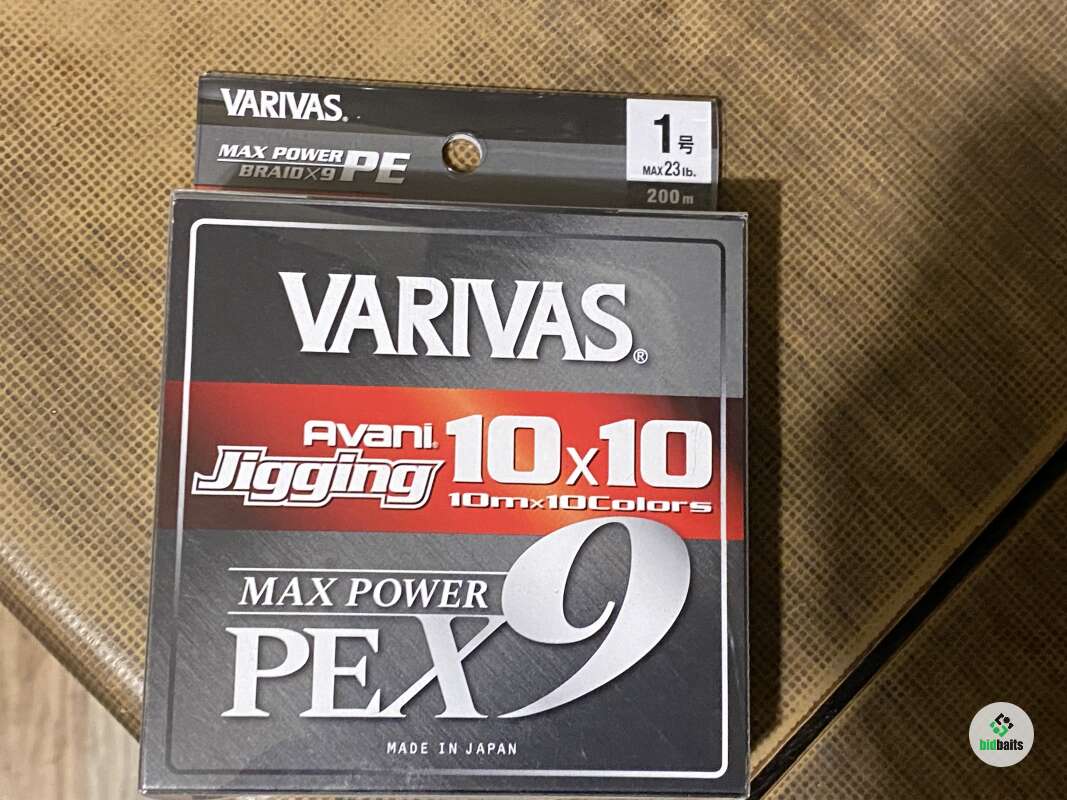 VARIVAS®
MAX POWER PE
BRAID×9
1号
MAX 23 lb.
200m
VARIVAS®
Avani®
Jigging
10x10
10m×10Colors
MAX POWER
PEX9
MADE IN JAPAN
bidbaits